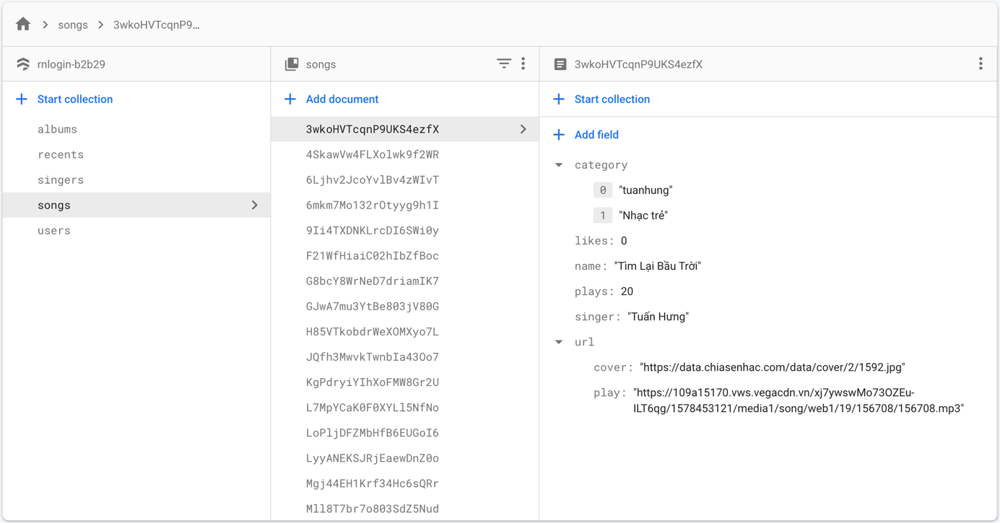 songs
3wkoHVTcqnP9...
rnlogin-b2b29
Start collection
albums
recents
singers
songs
users
songs
Add document
3wkoHVTcqnP9UKS4ezfX
4SkawVw4FLXolwk9f2WR
6Ljhv2JcoYvlBv4zWIvT
6mkm7Mo132rOtyyg9h1I
9Ii4TXDNKLrcDI6SWi0y
F21WfHiaiC02hIbZfBoc
G8bcY8WrNeD7driamIK7
GJwA7mu3YtBe803jV80G
H85VTkobdrWeXOMXyo7L
JQfh3MwvkTwnbIa43Oo7
KgPdryiYIhXoFMW8Gr2U
L7MpYCaK0F0XYLl5NfNo
LoPljDFZMbHfB6EUGoI6
LyyANEKSJRjEaewDnZ0o
Mgj44EH1Krf34Hc6sQRr
Mll8T7br7o803SdZ5Nud
3wkoHVTcqnP9UKS4ezfX
Start collection
Add field
category
0 "tuanhung"
1 "Nhạc trẻ"
likes: 0
name: "Tìm Lại Bầu Trời"
plays: 20
singer: "Tuấn Hưng"
url
cover: "https://data.chiasenhac.com/data/cover/2/1592.jpg"
play: "https://109a15170.vws.vegacdn.vn/xj7ywswMo73OZEu-
ILT6qg/1578453121/media1/song/web1/19/156708/156708.mp3"